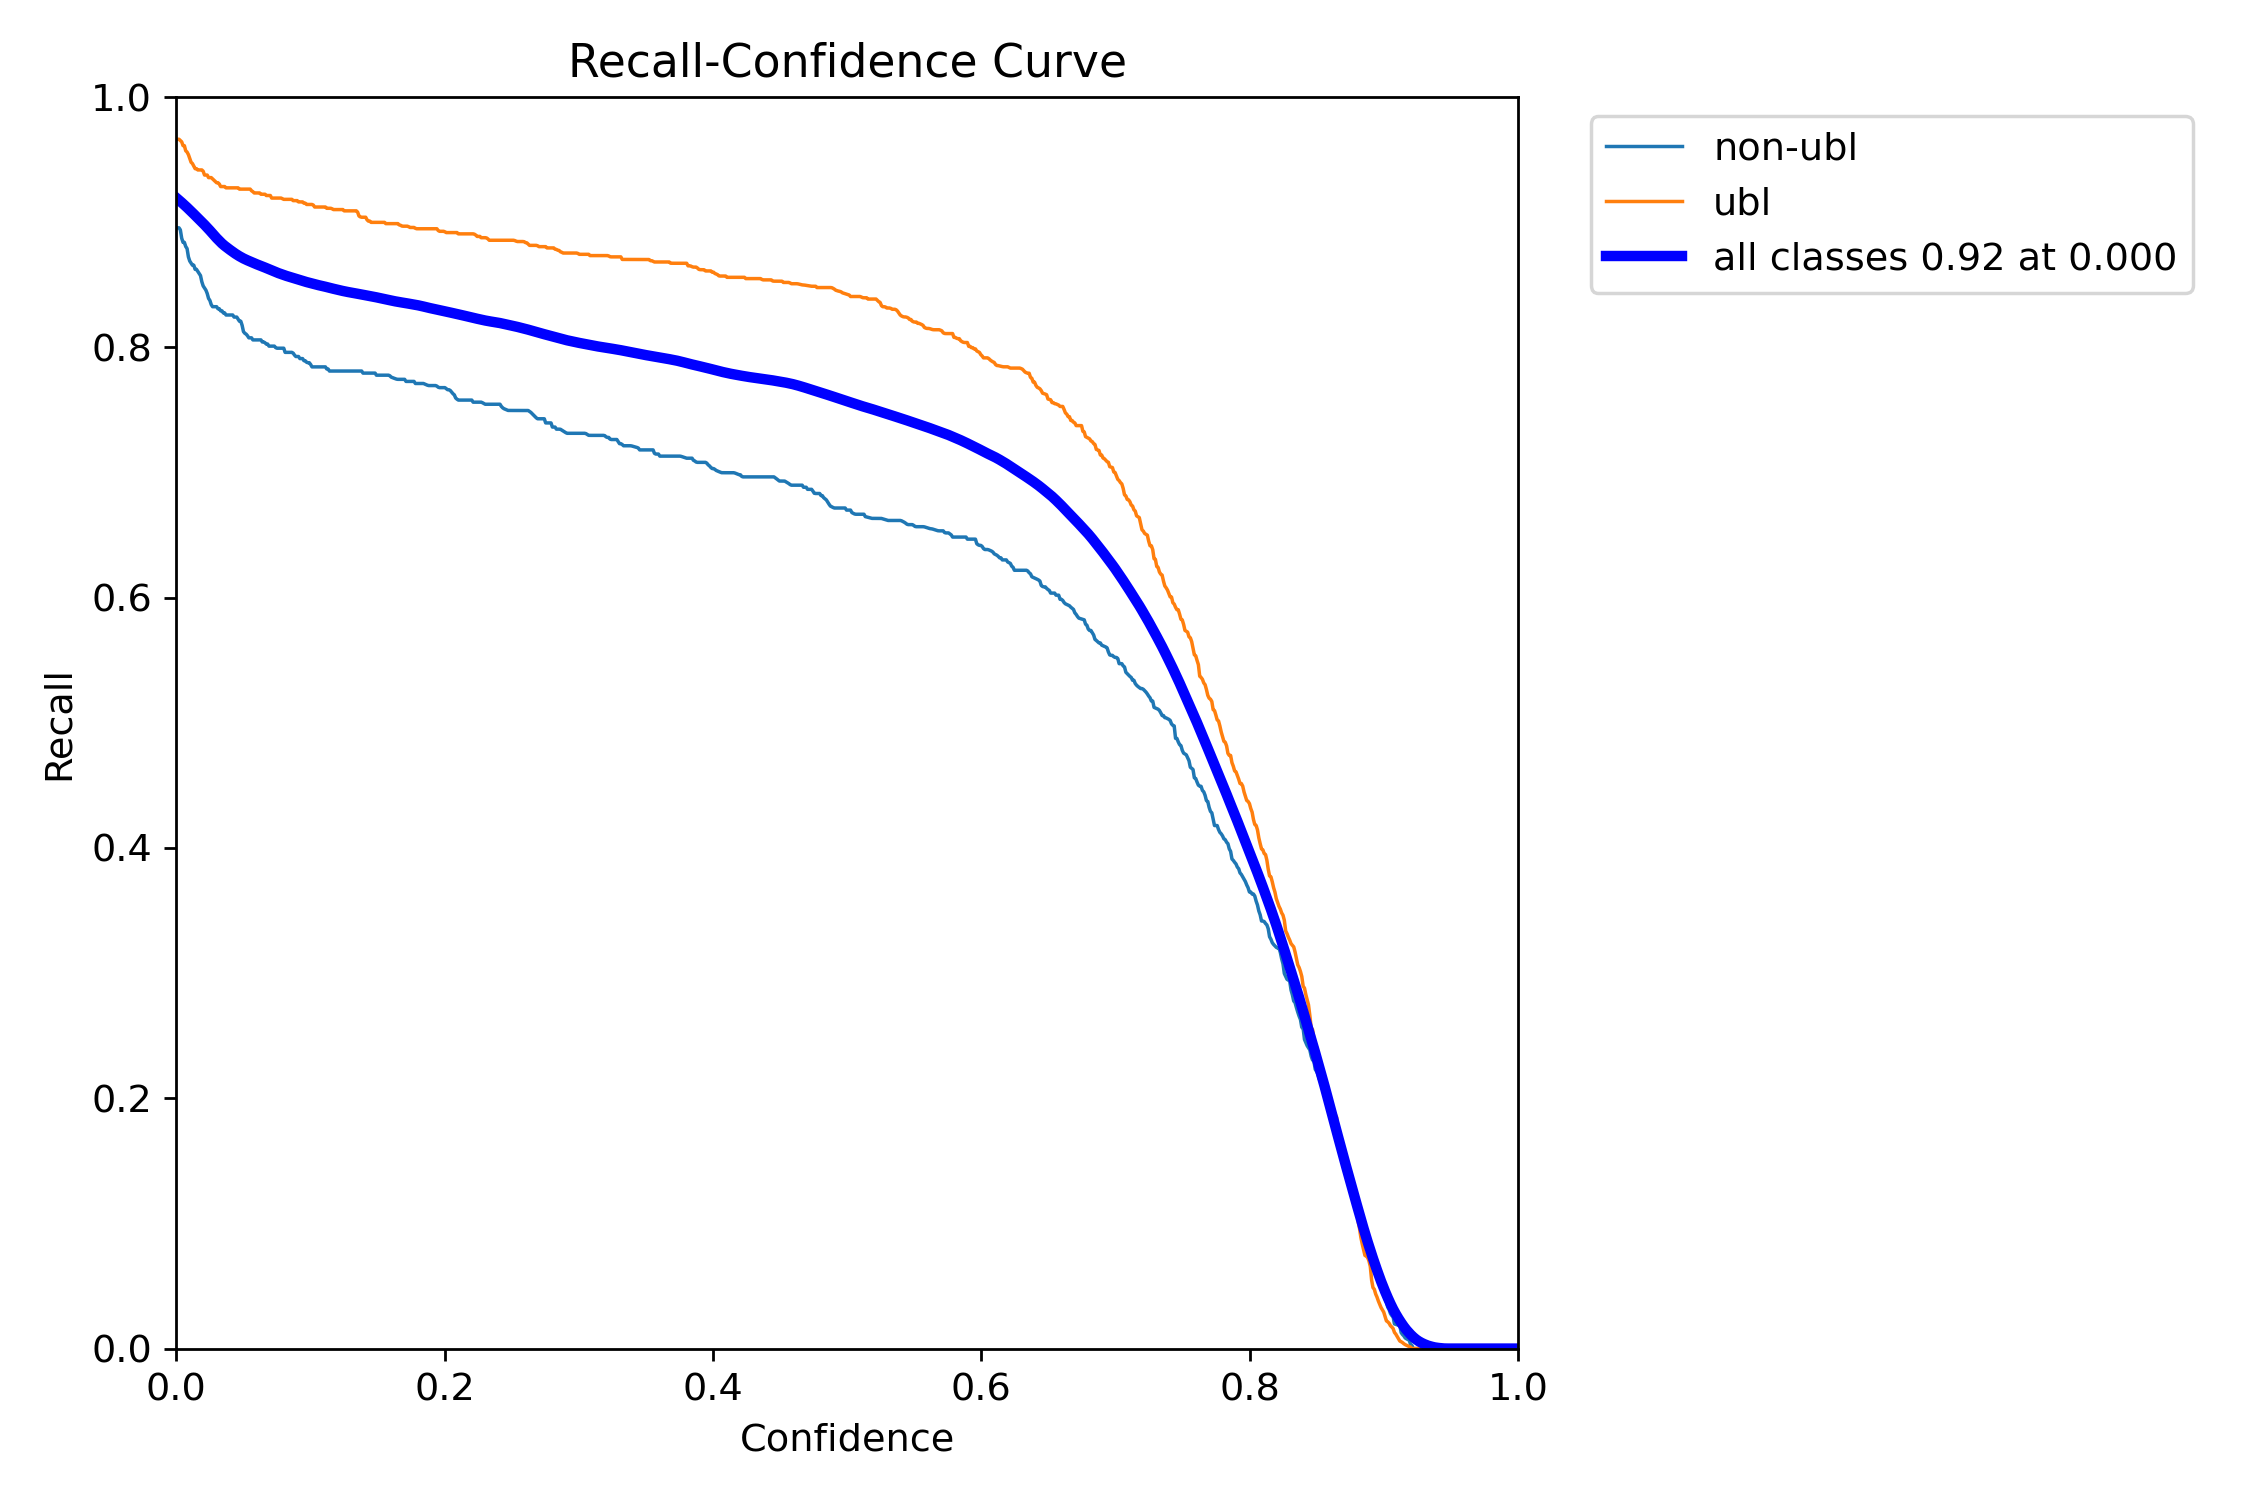 Recall-Confidence Curve
1.0
0.8
0.6
0.4
0.2
0.0
Recall
0.0 0.2 0.4 0.6 0.8 1.0
Confidence
non-ubl
ubl
all classes 0.92 at 0.000